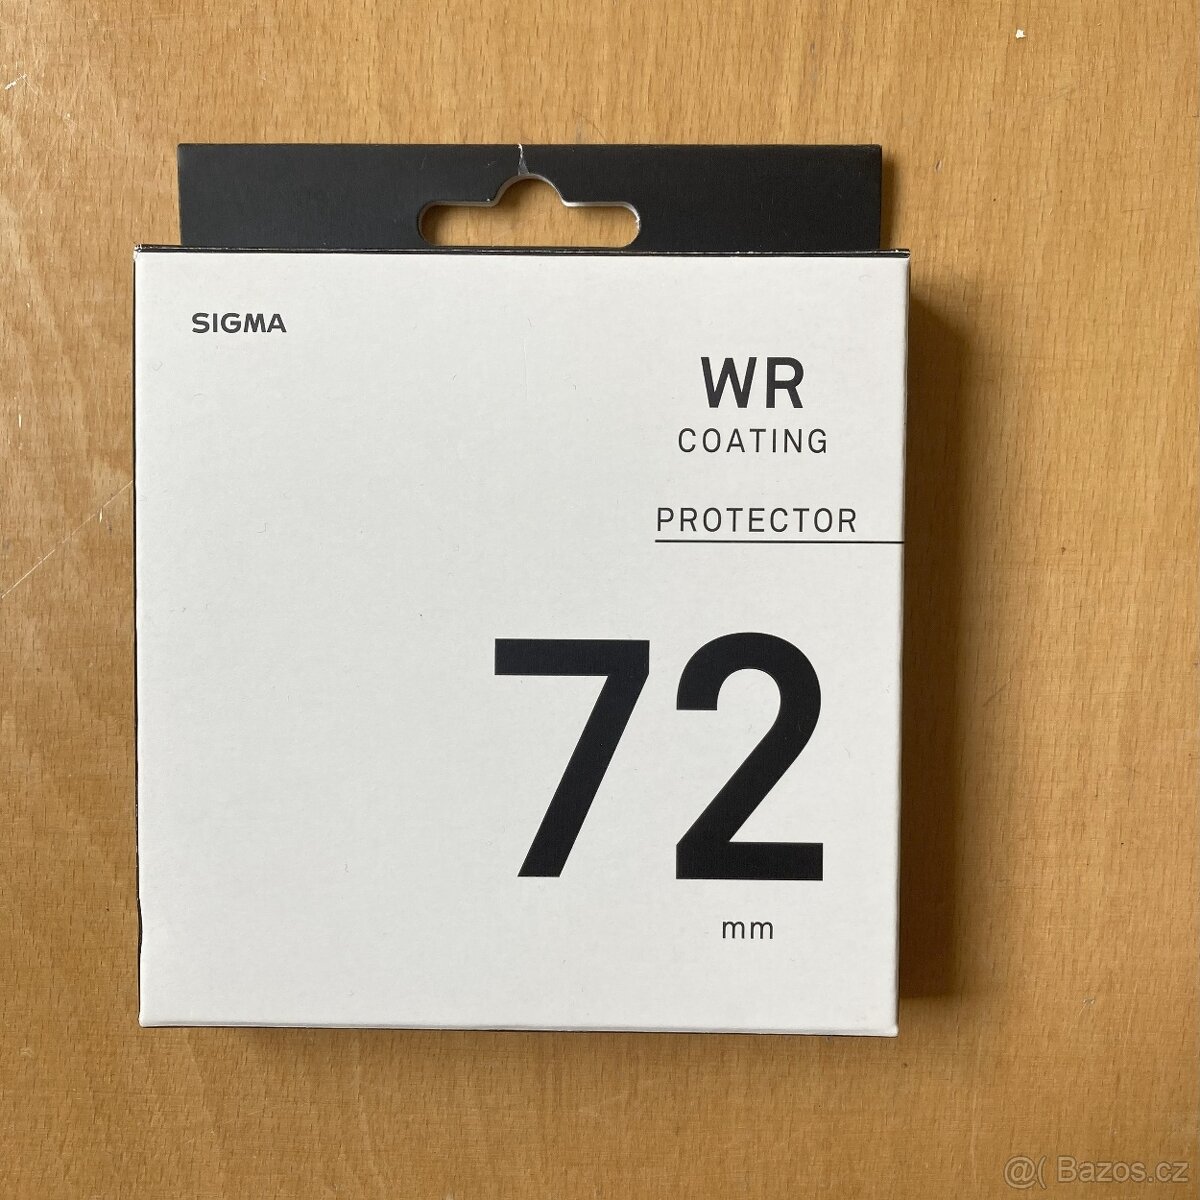 SIGMA
WR
COATING
PROTECTOR
72
mm
@( Bazos.cz